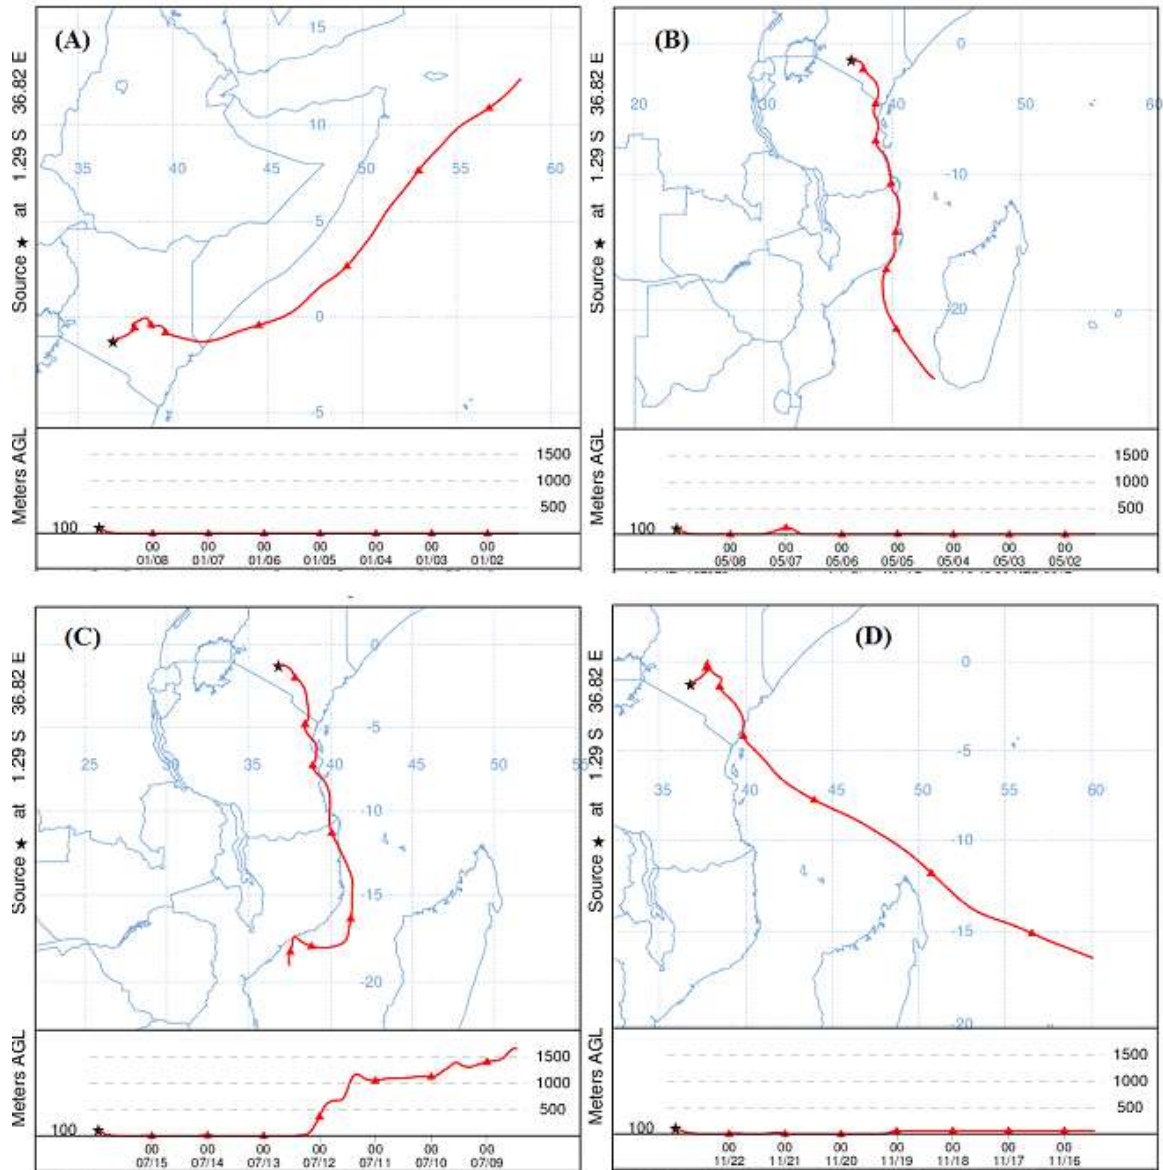 (A)
Source ★ at 1.29 S 36.82 E
15
10
35 40 45 50 55 60
5
0
-5
Meters AGL
1500
1000
500
100
00 00 00 00 00 00 00
01/08 01/07 01/06 01/05 01/04 01/03 01/02
(B)
Source ★ at 1.29 S 36.82 E
0
20 30 40 50 60
-10
-20
Meters AGL
1500
1000
500
100
00 00 00 00 00 00 00
05/08 05/07 05/06 05/05 05/04 05/03 05/02
(C)
Source ★ at 1.29 S 36.82 E
0
-5
25 30 35 40 45 50 55
-10
-15
-20
Meters AGL
1500
1000
500
100
00 00 00 00 00 00 00
07/15 07/14 07/13 07/12 07/11 07/10 07/09
(D)
Source ★ at 1.29 S 36.82 E
0
-5
35 40 45 50 55 60
-10
-15
-20
Meters AGL
1500
1000
500
100
00 00 00 00 00 00 00
11/22 11/21 11/20 11/19 11/18 11/17 11/16